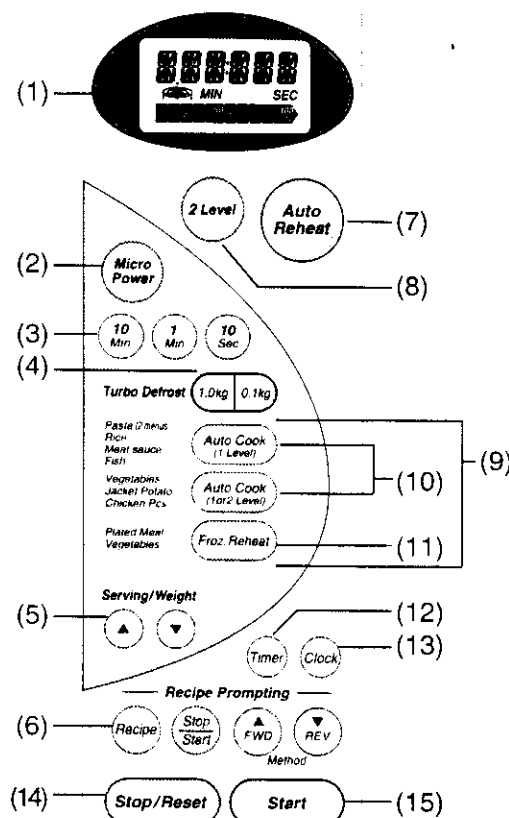 (1)
MIN SEC
2 Level
Auto
Reheat
(7)
(8)
(2)
Micro
Power
(3)
10
Min
1
Min
10
Sec
(4)
Turbo Defrost
1.0kg 0.1kg
Pasta (2 menus
Rice
Meat sauce
Fish
Auto Cook
(1 Level)
(9)
(10)
Vegetables
Jacket Potato
Chicken Pcs
Auto Cook
(1or2 Level)
Plated Meal
Vegetables
Froz. Reheat
(11)
Serving/Weight
(5)
▲ ▼
(12)
(13)
Timer
Clock
Recipe Prompting
(6)
Recipe
Stop
Start
▲
FWD
▼
REV
Method
(14)
Stop/Reset
Start
(15)